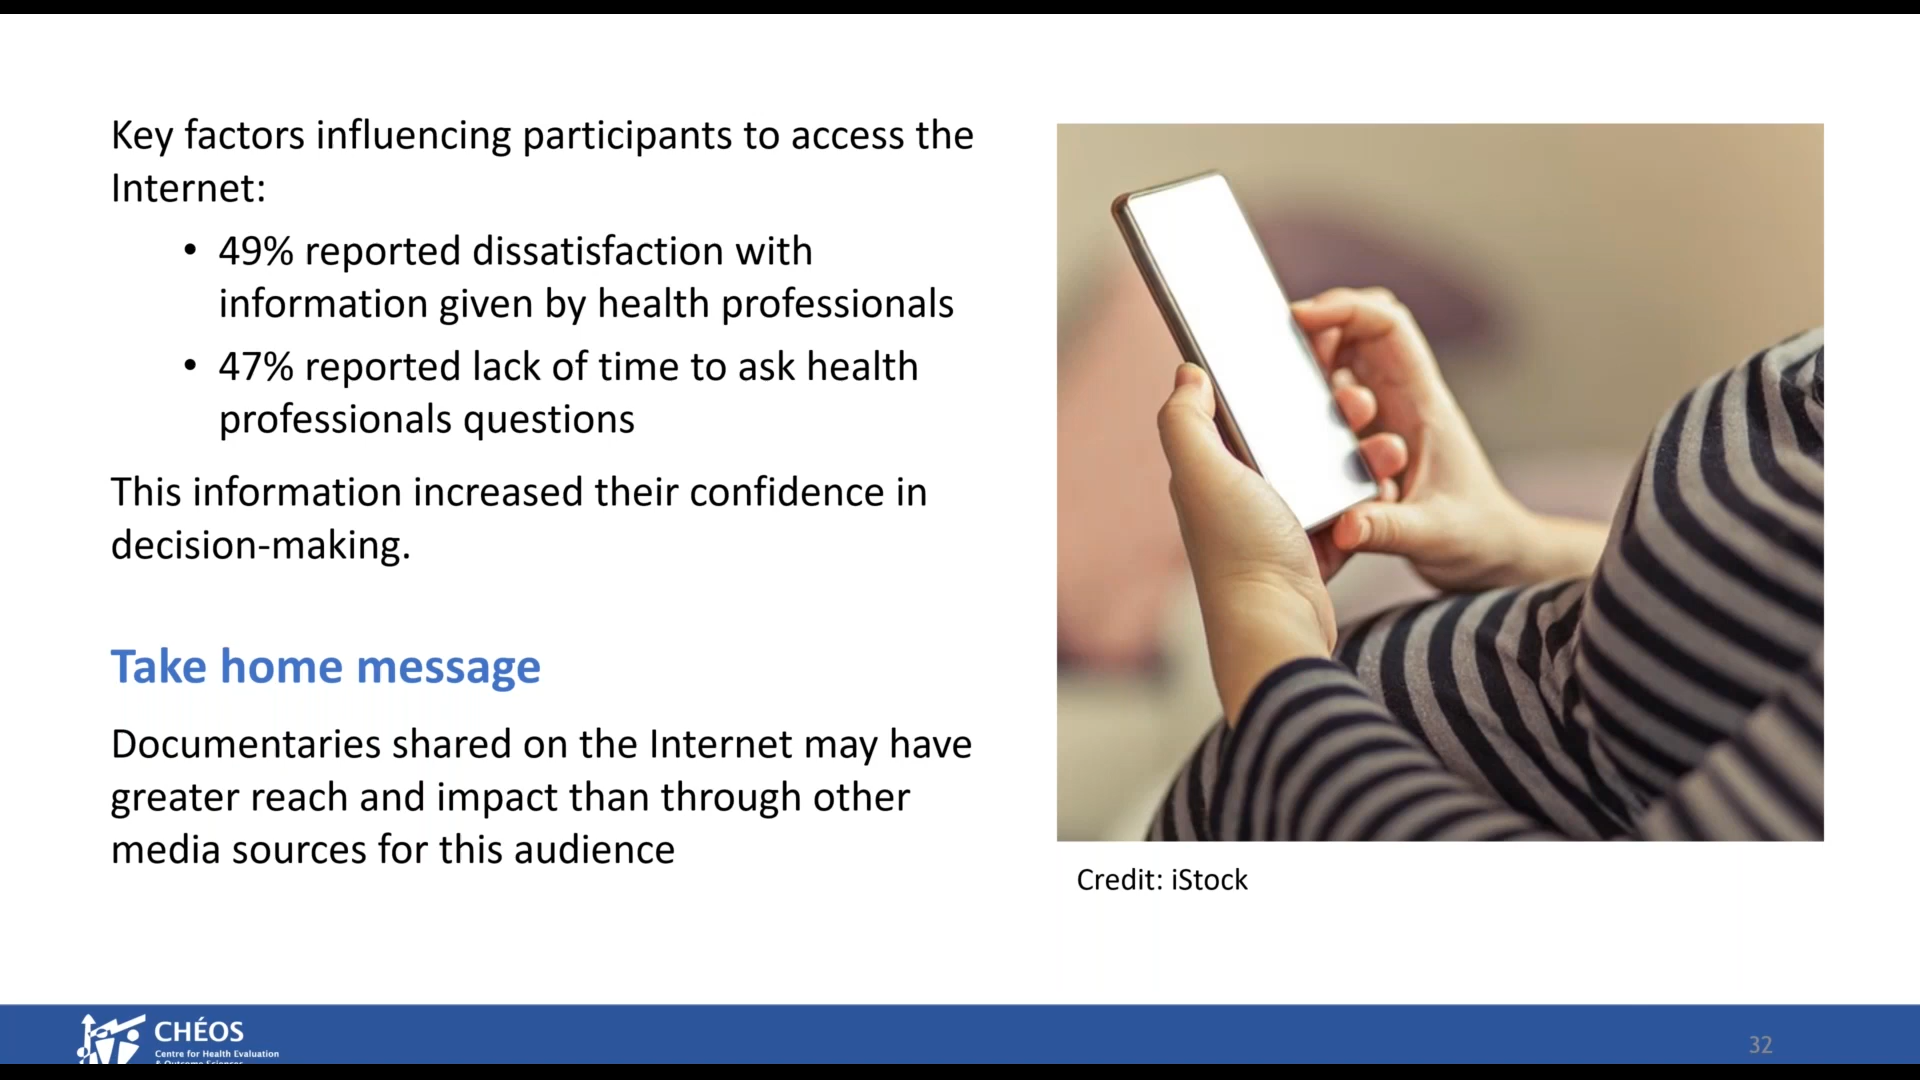 Key factors influencing participants to access the
Internet:
• 49% reported dissatisfaction with
information given by health professionals
• 47% reported lack of time to ask health
professionals questions
This information increased their confidence in
decision-making.
Take home message
Documentaries shared on the Internet may have
greater reach and impact than through other
media sources for this audience
Credit: iStock
CHÉOS
Centre for Health Evaluation
& Outcome Sciences
32